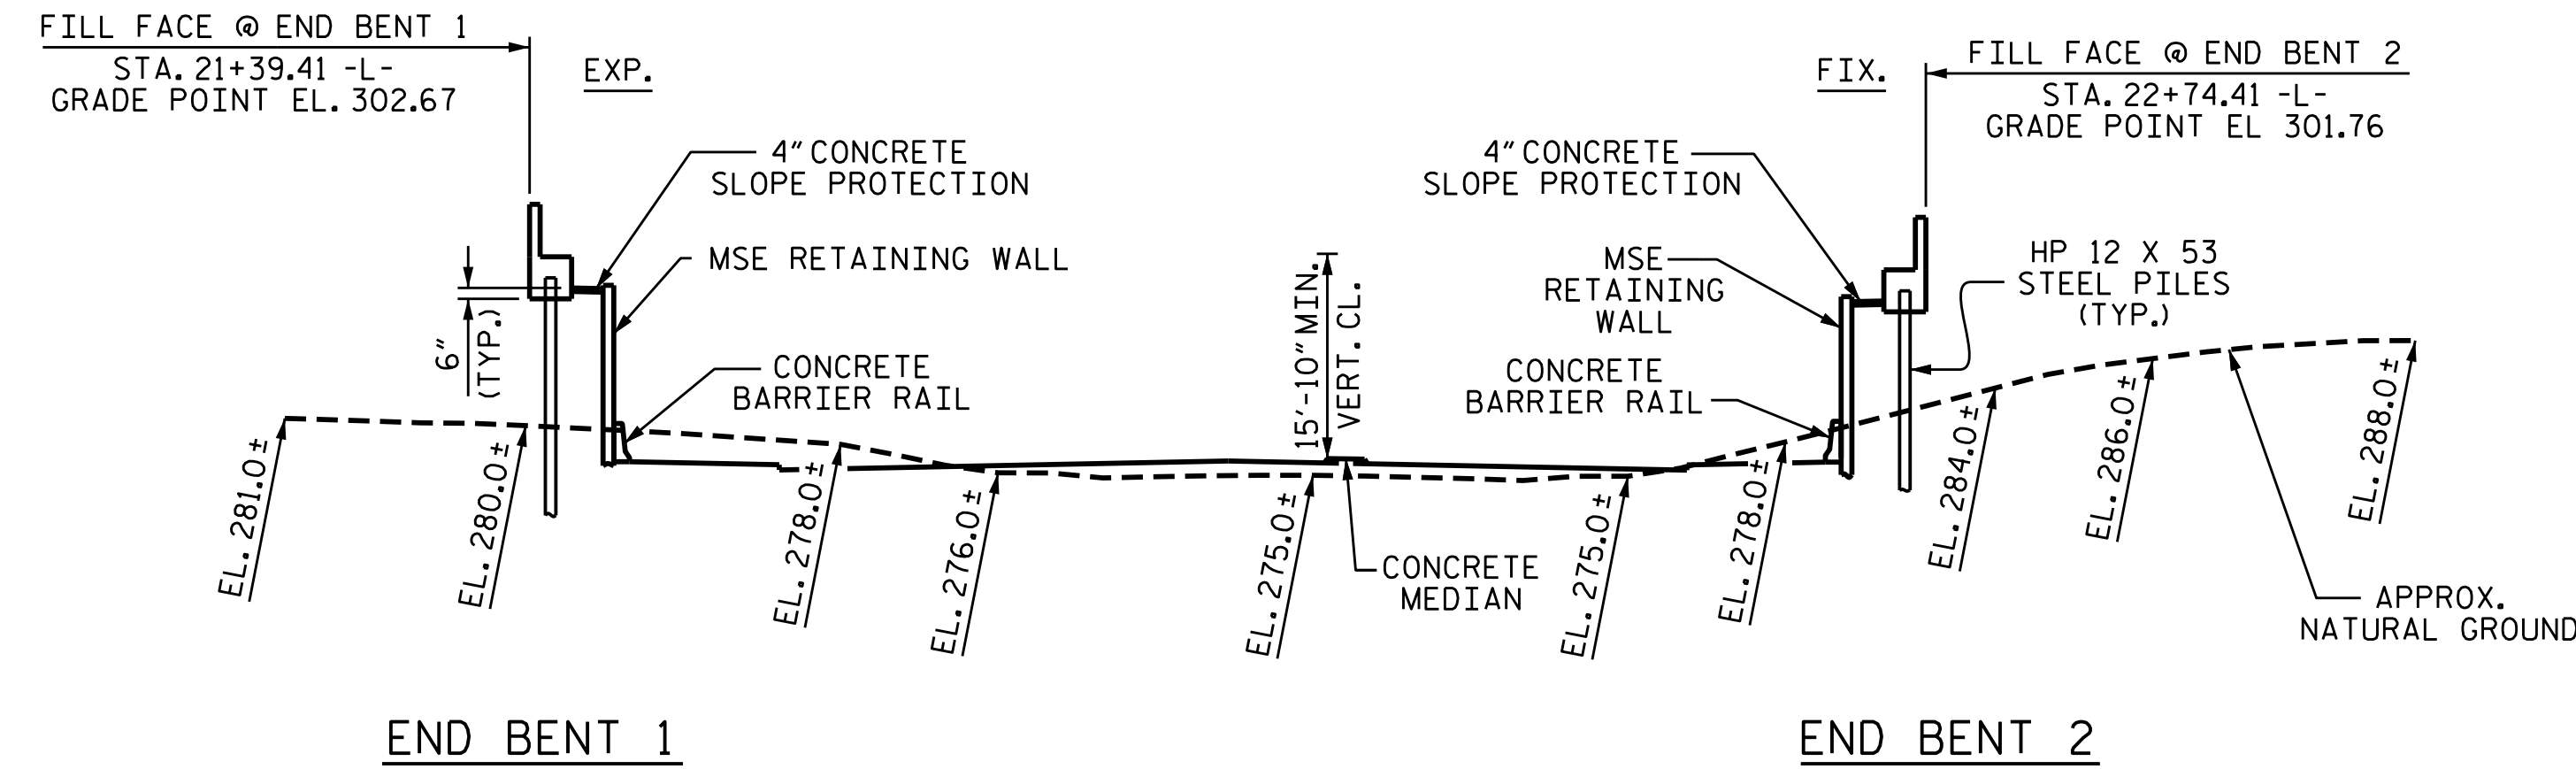 FILL FACE @ END BENT 1
STA. 21+39.41 -L-
GRADE POINT EL. 302.67
EXP.
FIX.
FILL FACE @ END BENT 2
STA. 22+74.41 -L-
GRADE POINT EL 301.76
4" CONCRETE
SLOPE PROTECTION
MSE RETAINING WALL
6"
(TYP.)
CONCRETE
BARRIER RAIL
15'-10" MIN.
VERT. CL.
4" CONCRETE
SLOPE PROTECTION
MSE
RETAINING
WALL
CONCRETE
BARRIER RAIL
HP 12 X 53
STEEL PILES
(TYP.)
EL. 281.0±
EL. 280.0±
EL. 278.0±
EL. 276.0±
EL. 275.0±
CONCRETE
MEDIAN
EL. 275.0±
EL. 278.0±
EL. 284.0±
EL. 286.0±
EL. 288.0±
APPROX.
NATURAL GROUND
END BENT 1
END BENT 2